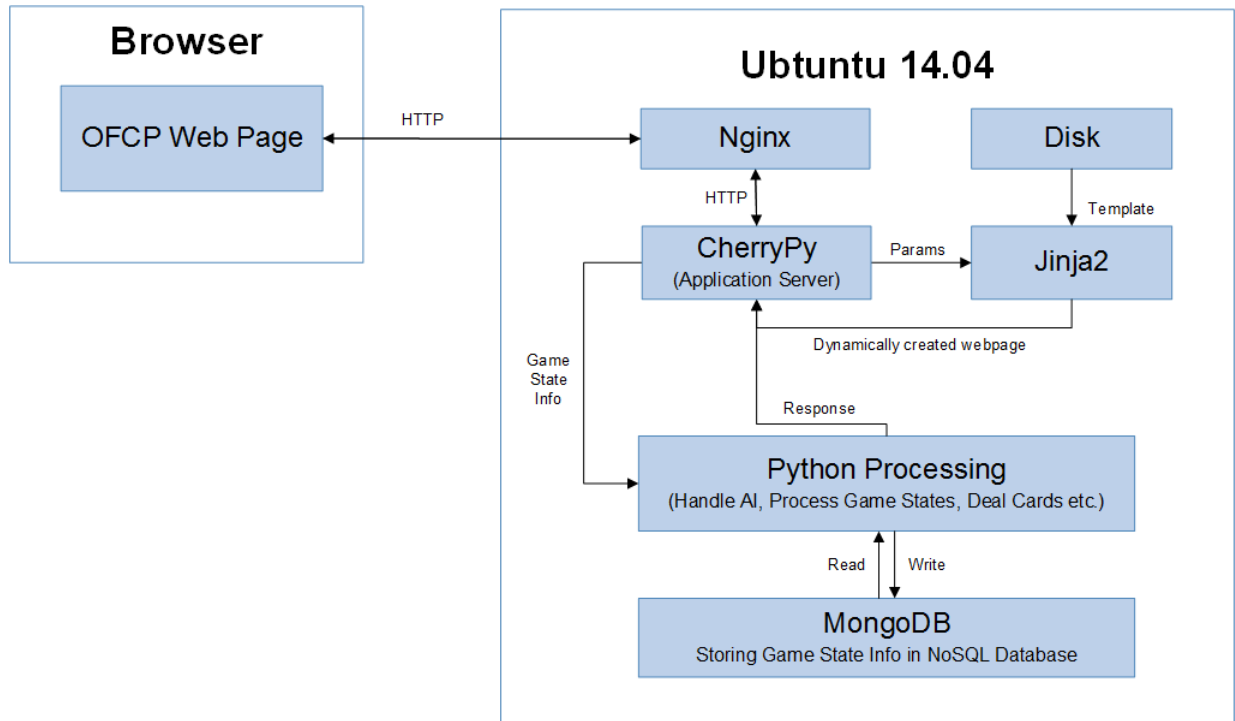 Browser
Ubtuntu 14.04
OFCP Web Page
HTTP
Nginx
Disk
HTTP
Template
CherryPy
(Application Server)
Params
Jinja2
Dynamically created webpage
Game
State
Info
Response
Python Processing
(Handle AI, Process Game States, Deal Cards etc.)
Read
Write
MongoDB
Storing Game State Info in NoSQL Database